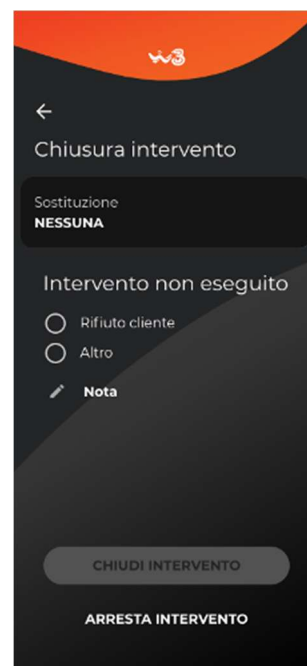 W3
Chiusura intervento
Sostituzione
NESSUNA
Intervento non eseguito
Rifiuto cliente
Altro
Nota
CHIUDI INTERVENTO
ARRESTA INTERVENTO